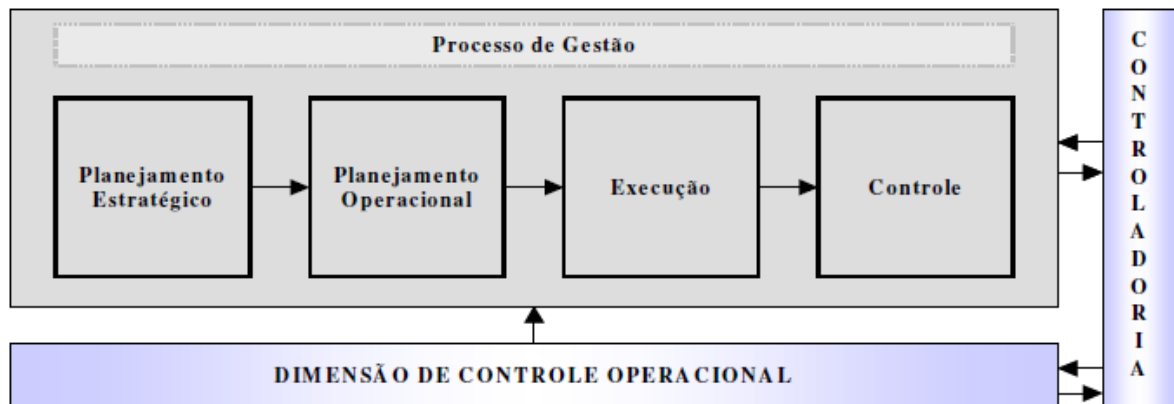 Processo de Gestão
Planejamento
Estratégico
Planejamento
Operacional
Execução
Controle
DIMENSÃO DE CONTROLE OPERACIONAL
C
O
N
T
R
O
L
A
D
O
R
I
A